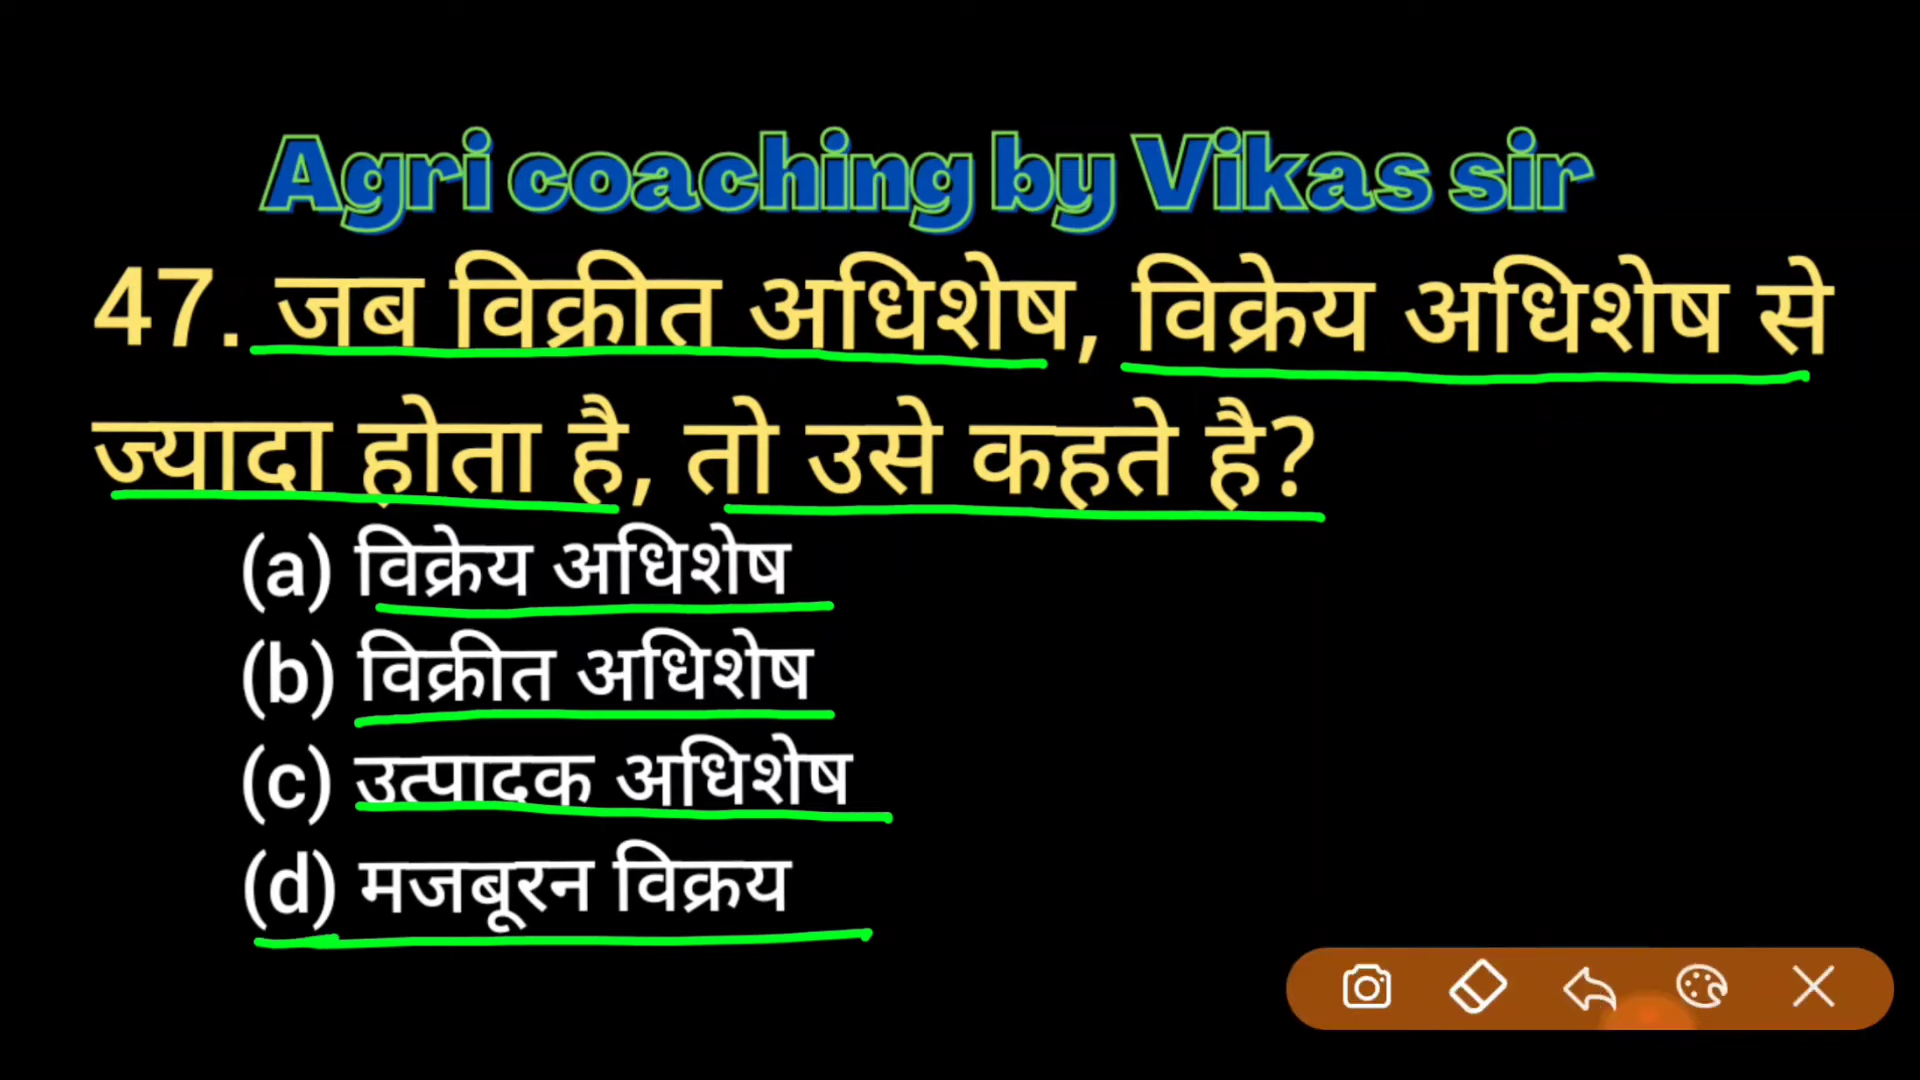 Agri coaching by Vikas sir
47. जब विक्रीत अधिशेष, विक्रेय अधिशेष से
ज्यादा होता है, तो उसे कहते है?
(a) विक्रेय अधिशेष
(b) विक्रीत अधिशेष
(c) उत्पादक अधिशेष
(d) मजबूरन विक्रय